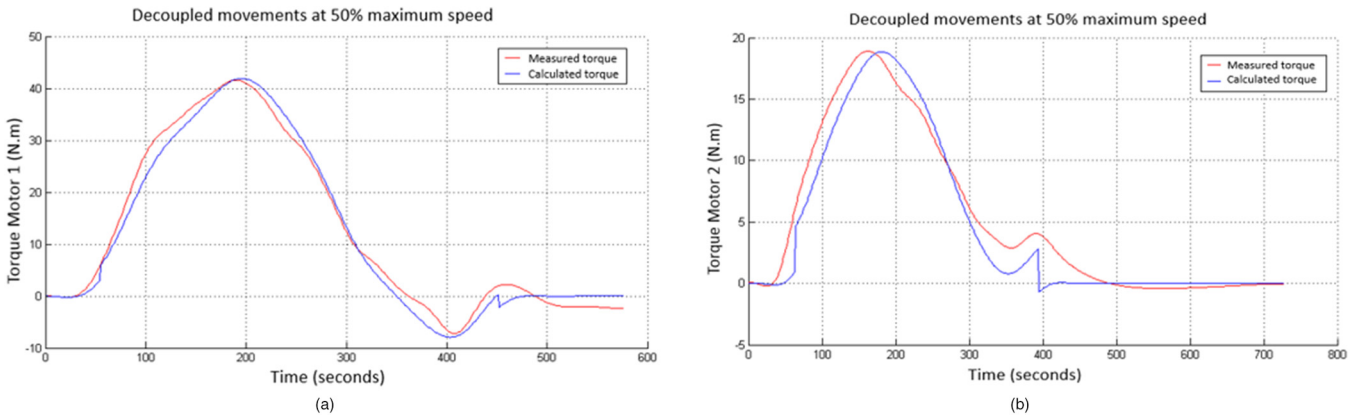 Decoupled movements at 50% maximum speed
50
40
30
20
10
0
-10
Torque Motor 1 (N.m)
Measured torque
Calculated torque
0
100
200
300
400
500
600
Time (seconds)
(a)
Decoupled movements at 50% maximum speed
20
15
10
5
0
-5
Torque Motor 2 (N.m)
Measured torque
Calculated torque
0
100
200
300
400
500
600
700
800
Time (seconds)
(b)